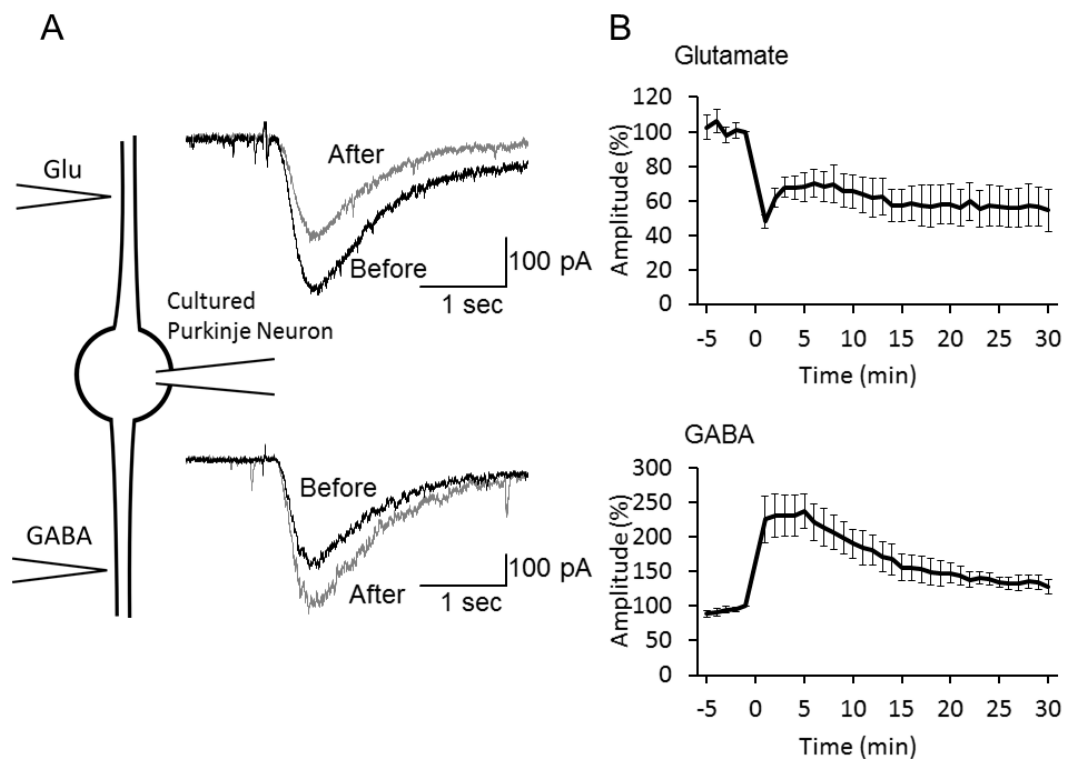 A
Glu
After
Before
100 pA
1 sec
Cultured
Purkinje Neuron
GABA
Before
After
100 pA
1 sec
B
Glutamate
Amplitude (%)
120
100
80
60
40
20
0
-5 0 5 10 15 20 25 30
Time (min)
GABA
Amplitude (%)
300
250
200
150
100
50
0
-5 0 5 10 15 20 25 30
Time (min)